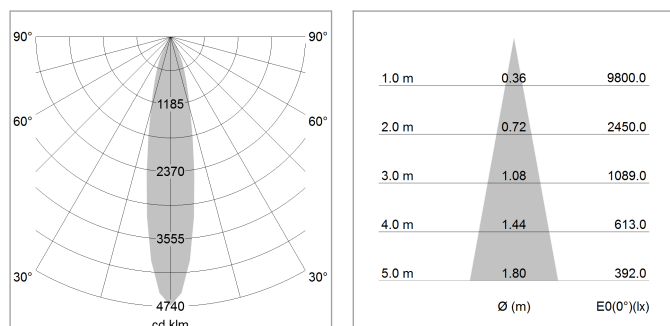 90° 90°
1185
60° 60°
2370
3555
30° 30°
4740
cd klm
1.0 m 0.36 9800.0
2.0 m 0.72 2450.0
3.0 m 1.08 1089.0
4.0 m 1.44 613.0
5.0 m 1.80 392.0
Ø (m) E0(0°)(lx)